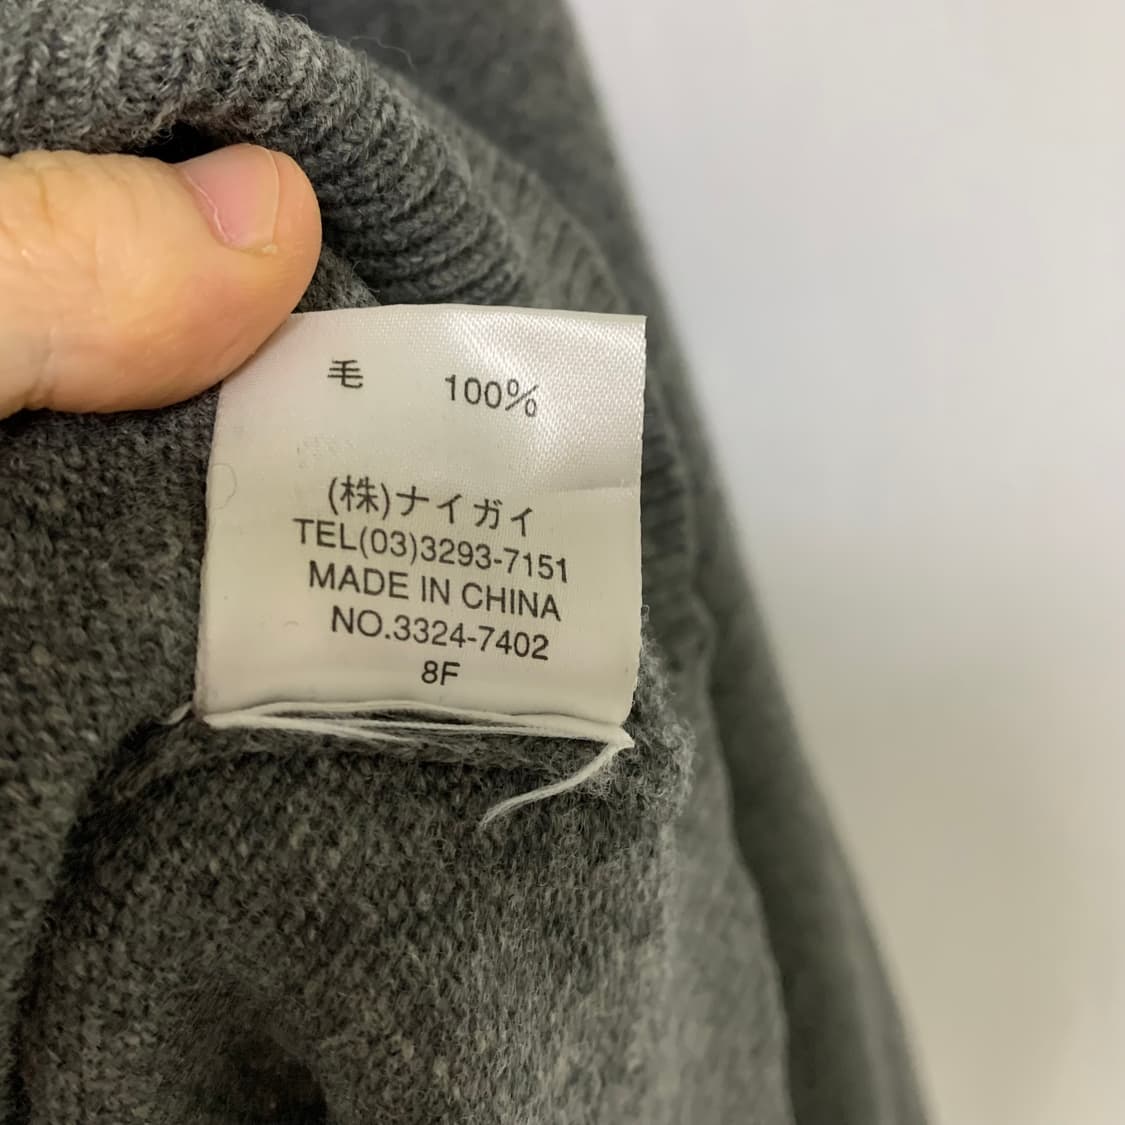 毛 100%
(株)ナイガイ
TEL(03)3293-7151
MADE IN CHINA
NO.3324-7402
8F